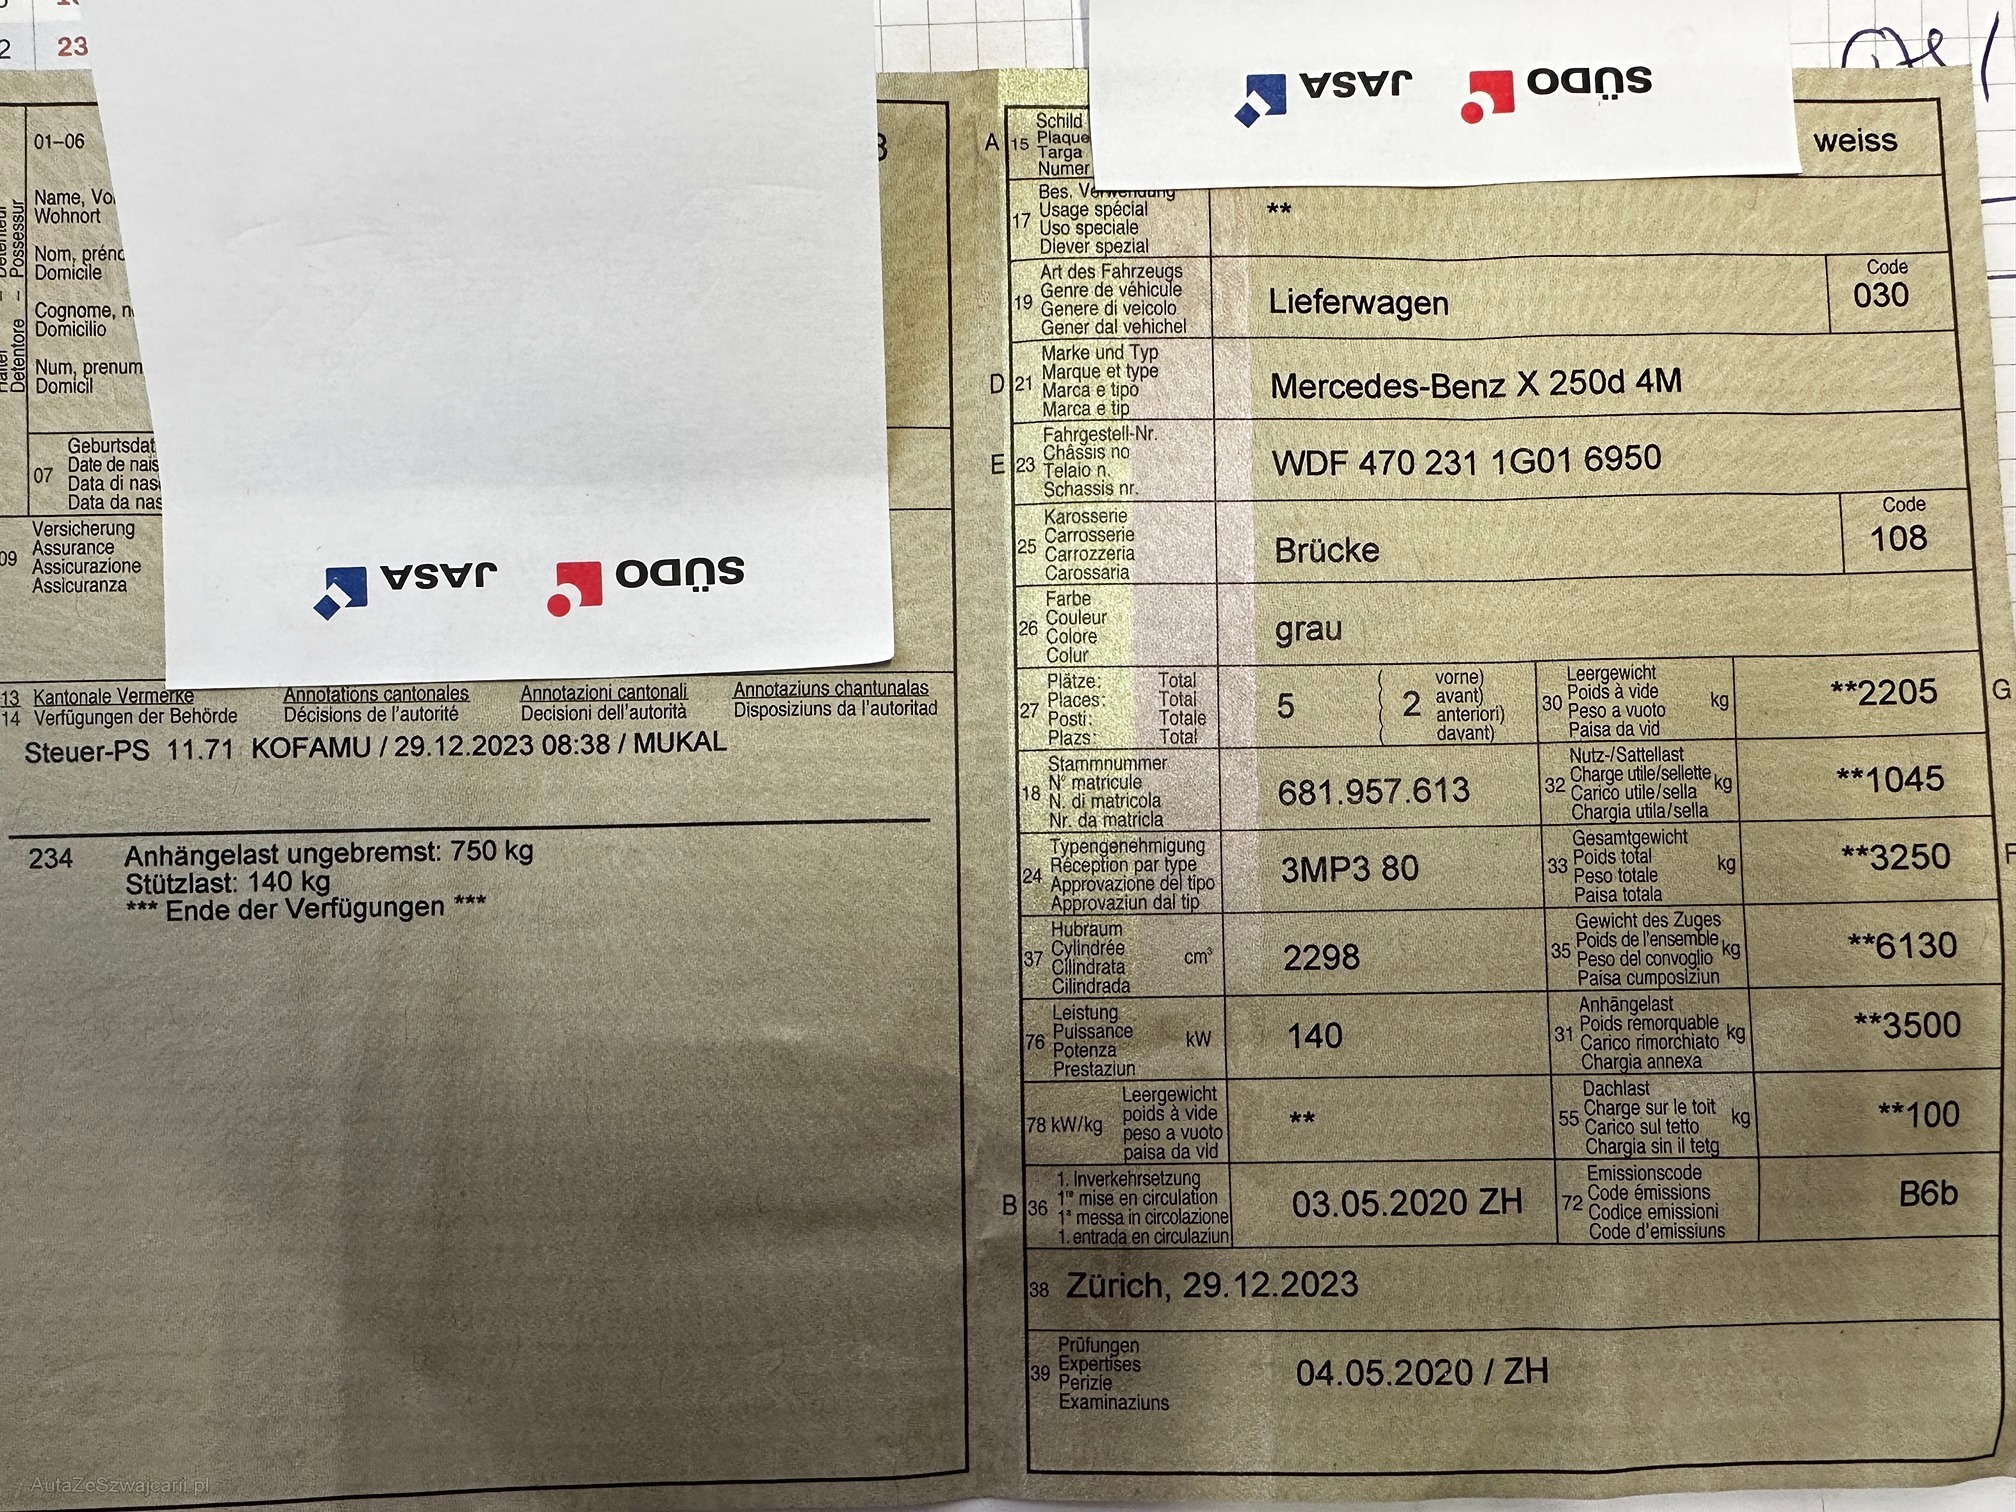 23
01–06
Name, Vo
Wohnort
Nom, préno
Domicile
Cognome, n
Domicilio
Num, prenum
Domicil
Possessur
Detentore
07
Geburtsdat
Date de nais
Data di nas
Data da nas
09
Versicherung
Assurance
Assicurazione
Assicuranza
JASA SÜDO
13 Kantonale Vermerke Annotations cantonales Annotazioni cantonali Annotaziuns chantunalas
14 Verfügungen der Behörde Décisions de l'autorité Decisioni dell'autorità Disposiziuns da l'autoritad
Steuer-PS 11.71 KOFAMU / 29.12.2023 08:38 / MUKAL
234 Anhängelast ungebremst: 750 kg
Stützlast: 140 kg
*** Ende der Verfügungen ***
JASA SÜDO
A 15 Schild
Plaque
Targa
Numer
weiss
17 Bes. Verwendung
Usage spécial
Uso speciale
Diever spezial
**
19 Art des Fahrzeugs
Genre de véhicule
Genere di veicolo
Gener dal vehichel
Lieferwagen
Code
030
D 21 Marke und Typ
Marque et type
Marca e tipo
Marca e tip
Mercedes-Benz X 250d 4M
E 23 Fahrgestell-Nr.
Châssis no
Telaio n.
Schassis nr.
WDF 470 231 1G01 6950
25 Karosserie
Carrosserie
Carrozzeria
Carossaria
Brücke
Code
108
26 Farbe
Couleur
Colore
Colur
grau
27 Plätze: Total
Places: Total
Posti: Totale
Plazs: Total
5 ( 2 vorne)
avant)
anteriori)
davant)
30 Leergewicht
Poids à vide
Peso a vuoto
Paisa da vid
kg
**2205 G
18 Stammnummer
N° matricule
N. di matricola
Nr. da matricla
681.957.613
32 Nutz-/Sattellast
Charge utile/sellette
Carico utile/sella
Chargia utila/sella
kg
**1045
24 Typengenehmigung
Réception par type
Approvazione del tipo
Approvaziun dal tip
3MP3 80
33 Gesamtgewicht
Poids total
Peso totale
Paisa totala
kg
**3250 F
37 Hubraum
Cylindrée
Cilindrata
Cilindrada
cm³
2298
35 Gewicht des Zuges
Poids de l'ensemble
Peso del convoglio
Paisa cumposiziun
kg
**6130
76 Leistung
Puissance
Potenza
Prestaziun
kW
140
31 Anhängelast
Poids remorquable
Carico rimorchiato
Chargia annexa
kg
**3500
78 kW/kg Leergewicht
poids à vide
peso a vuoto
paisa da vid
**
55 Dachlast
Charge sur le toit
Carico sul tetto
Chargia sin il tetg
kg
**100
B 36 1. Inverkehrsetzung
1re mise en circulation
1a messa in circolazione
1. entrada en circulaziun
03.05.2020 ZH
72 Emissionscode
Code émissions
Codice emissioni
Code d'emissiuns
B6b
38 Zürich, 29.12.2023
39 Prüfungen
Expertises
Perizie
Examinaziuns
04.05.2020 / ZH
AutaZeSzwajcarii.pl